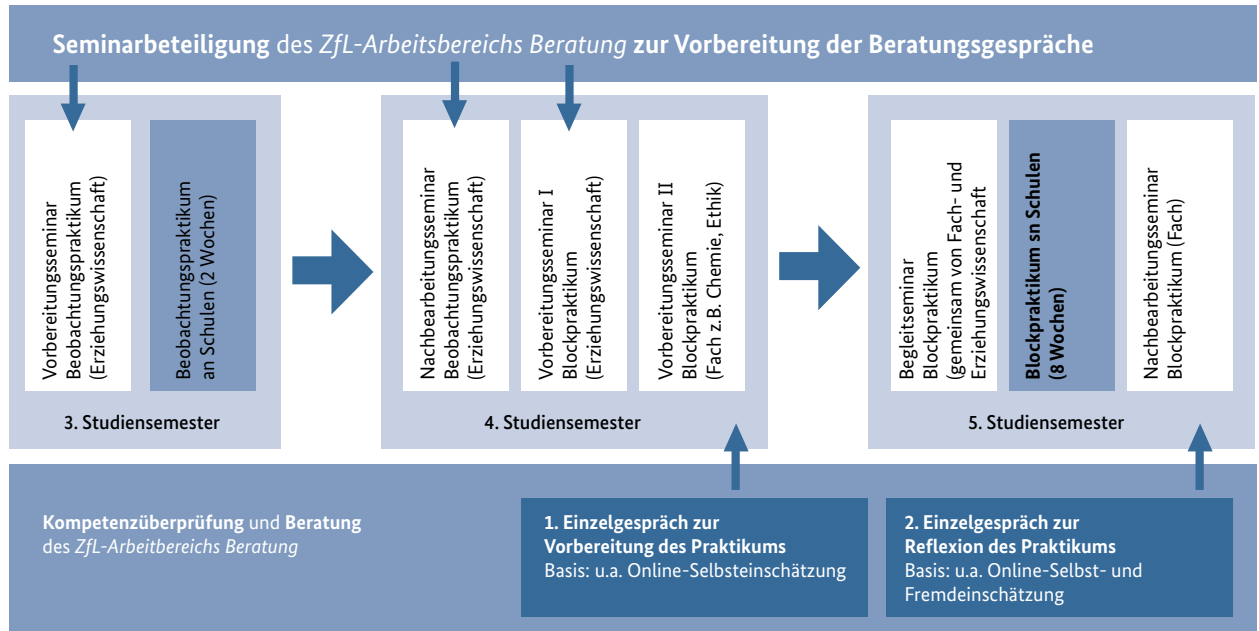 Seminarbeteiligung des ZfL-Arbeitsbereichs Beratung zur Vorbereitung der Beratungsgespräche
Vorbereitungsseminar
Beobachtungspraktikum
(Erziehungswissenschaft)
Beobachtungspraktikum
an Schulen (2 Wochen)
3. Studiensemester
Nachbearbeitungsseminar
Beobachtungspraktikum
(Erziehungswissenschaft)
Vorbereitungsseminar I
Blockpraktikum
(Erziehungswissenschaft)
Vorbereitungsseminar II
Blockpraktikum
(Fach z.B. Chemie, Ethik)
4. Studiensemester
Begleitseminar
Blockpraktikum
(gemeinsam von Fach- und
Erziehungswissenschaft
Blockpraktikum sn Schulen
(8 Wochen)
Nachbearbeitungsseminar
Blockpraktikum (Fach)
5. Studiensemester
Kompetenzüberprüfung und Beratung
des ZfL-Arbeitbereichs Beratung
1. Einzelgespräch zur
Vorbereitung des Praktikums
Basis: u.a. Online-Selbsteinschätzung
2. Einzelgespräch zur
Reflexion des Praktikums
Basis: u.a. Online-Selbst- und
Fremdeinschätzung